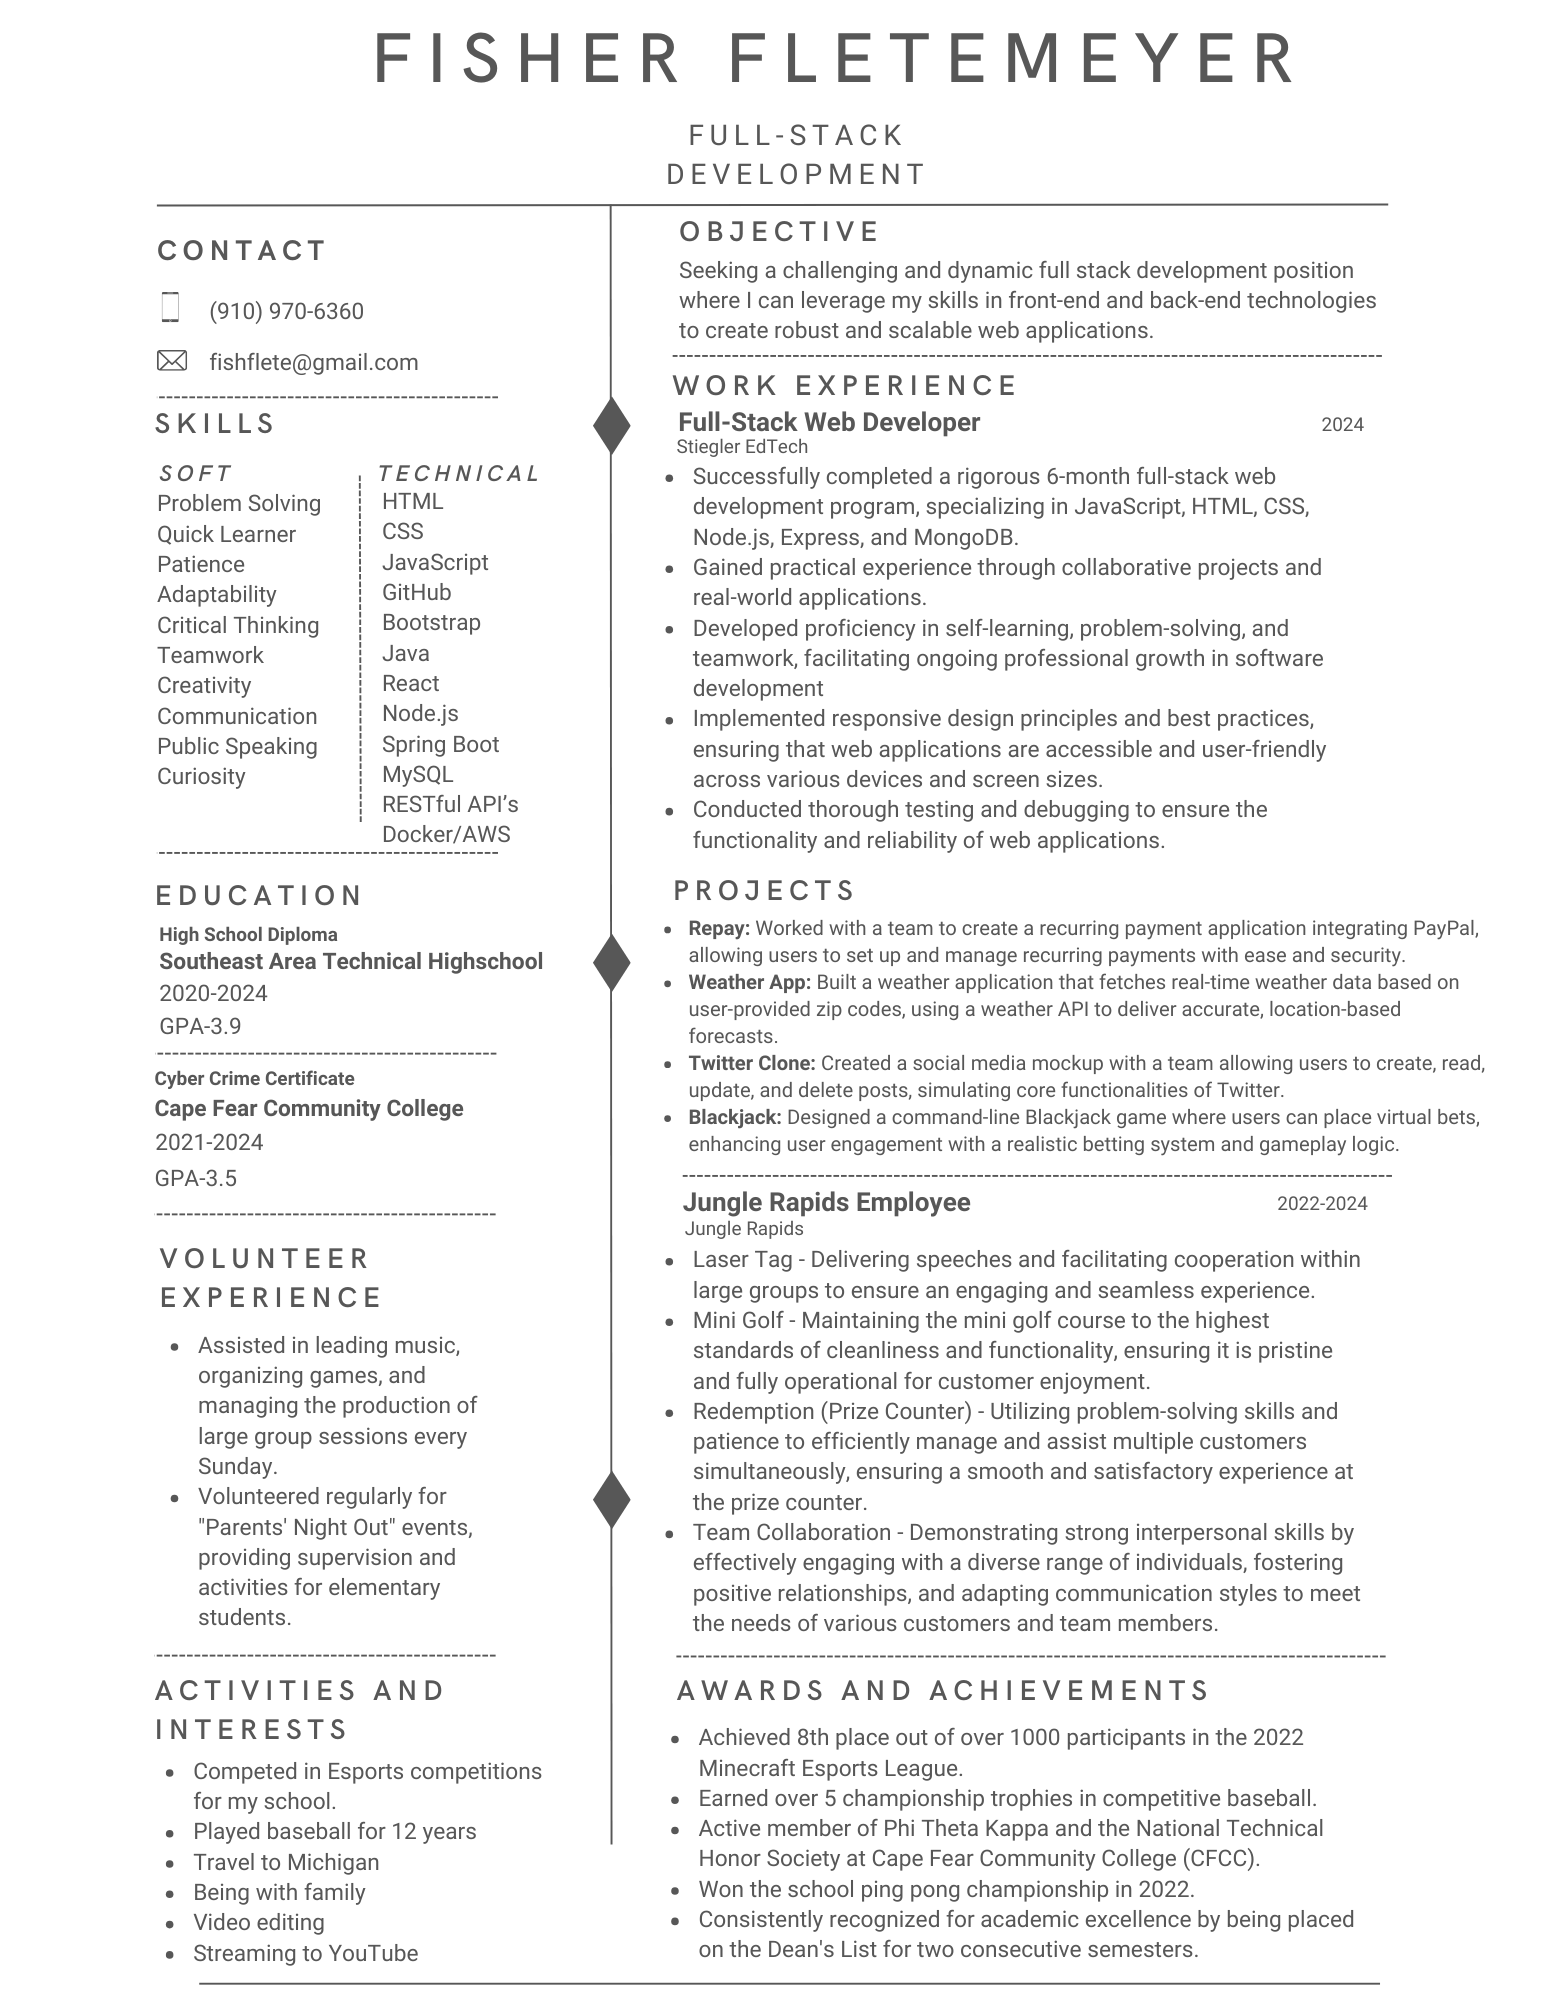 FISHER FLETEMEYER
FULL-STACK
DEVELOPMENT
CONTACT
(910) 970-6360
fishflete@gmail.com
SKILLS
SOFT
Problem Solving
Quick Learner
Patience
Adaptability
Critical Thinking
Teamwork
Creativity
Communication
Public Speaking
Curiosity
TECHNICAL
HTML
CSS
JavaScript
GitHub
Bootstrap
Java
React
Node.js
Spring Boot
MySQL
RESTful API’s
Docker/AWS
EDUCATION
High School Diploma
Southeast Area Technical Highschool
2020-2024
GPA-3.9
Cyber Crime Certificate
Cape Fear Community College
2021-2024
GPA-3.5
VOLUNTEER
EXPERIENCE
• Assisted in leading music,
organizing games, and
managing the production of
large group sessions every
Sunday.
• Volunteered regularly for
"Parents' Night Out" events,
providing supervision and
activities for elementary
students.
ACTIVITIES AND
INTERESTS
• Competed in Esports competitions
for my school.
• Played baseball for 12 years
• Travel to Michigan
• Being with family
• Video editing
• Streaming to YouTube
OBJECTIVE
Seeking a challenging and dynamic full stack development position
where I can leverage my skills in front-end and back-end technologies
to create robust and scalable web applications.
WORK EXPERIENCE
Full-Stack Web Developer 2024
Stiegler EdTech
• Successfully completed a rigorous 6-month full-stack web
development program, specializing in JavaScript, HTML, CSS,
Node.js, Express, and MongoDB.
• Gained practical experience through collaborative projects and
real-world applications.
• Developed proficiency in self-learning, problem-solving, and
teamwork, facilitating ongoing professional growth in software
development
• Implemented responsive design principles and best practices,
ensuring that web applications are accessible and user-friendly
across various devices and screen sizes.
• Conducted thorough testing and debugging to ensure the
functionality and reliability of web applications.
PROJECTS
• Repay: Worked with a team to create a recurring payment application integrating PayPal,
allowing users to set up and manage recurring payments with ease and security.
• Weather App: Built a weather application that fetches real-time weather data based on
user-provided zip codes, using a weather API to deliver accurate, location-based
forecasts.
• Twitter Clone: Created a social media mockup with a team allowing users to create, read,
update, and delete posts, simulating core functionalities of Twitter.
• Blackjack: Designed a command-line Blackjack game where users can place virtual bets,
enhancing user engagement with a realistic betting system and gameplay logic.
Jungle Rapids Employee 2022-2024
Jungle Rapids
• Laser Tag - Delivering speeches and facilitating cooperation within
large groups to ensure an engaging and seamless experience.
• Mini Golf - Maintaining the mini golf course to the highest
standards of cleanliness and functionality, ensuring it is pristine
and fully operational for customer enjoyment.
• Redemption (Prize Counter) - Utilizing problem-solving skills and
patience to efficiently manage and assist multiple customers
simultaneously, ensuring a smooth and satisfactory experience at
the prize counter.
• Team Collaboration - Demonstrating strong interpersonal skills by
effectively engaging with a diverse range of individuals, fostering
positive relationships, and adapting communication styles to meet
the needs of various customers and team members.
AWARDS AND ACHIEVEMENTS
• Achieved 8th place out of over 1000 participants in the 2022
Minecraft Esports League.
• Earned over 5 championship trophies in competitive baseball.
• Active member of Phi Theta Kappa and the National Technical
Honor Society at Cape Fear Community College (CFCC).
• Won the school ping pong championship in 2022.
• Consistently recognized for academic excellence by being placed
on the Dean's List for two consecutive semesters.